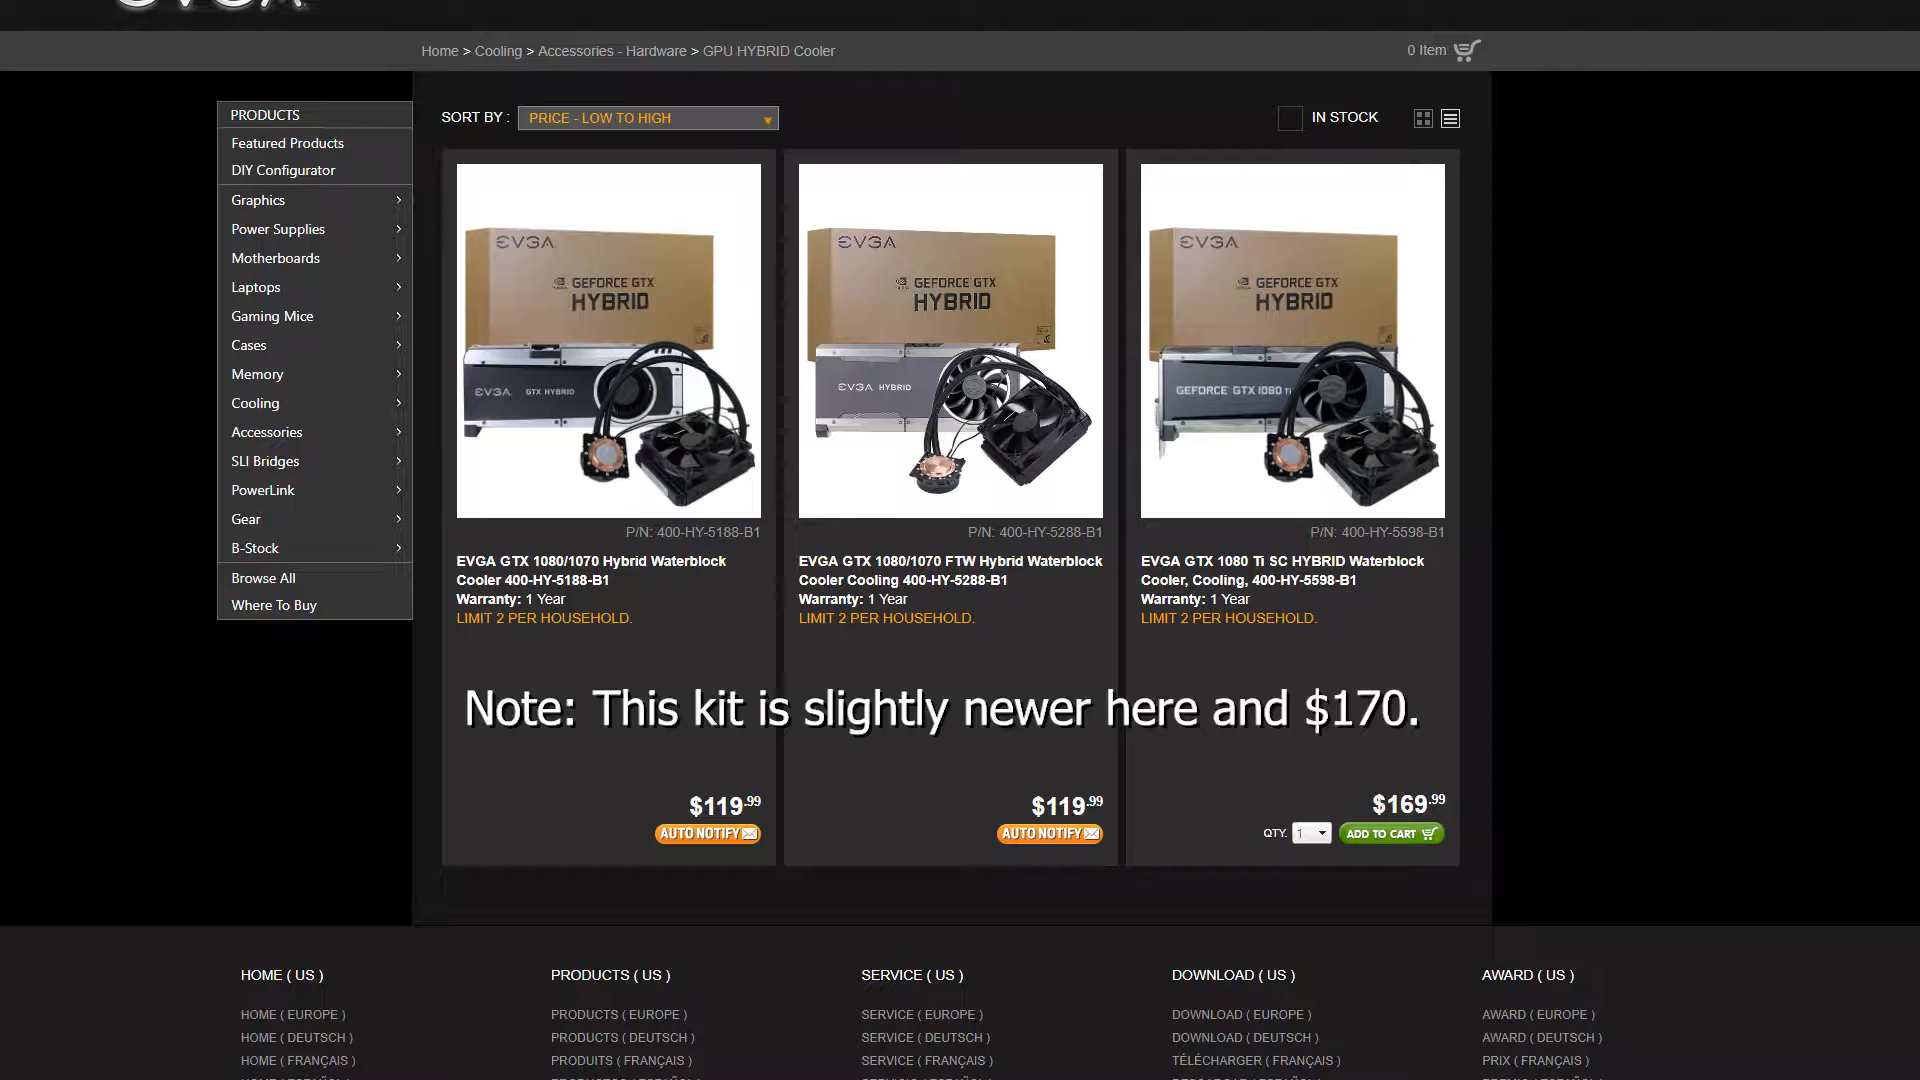 EVGA
Home > Cooling > Accessories - Hardware > GPU HYBRID Cooler
0 Item
PRODUCTS
Featured Products
DIY Configurator
Graphics
Power Supplies
Motherboards
Laptops
Gaming Mice
Cases
Memory
Cooling
Accessories
SLI Bridges
PowerLink
Gear
B-Stock
Browse All
Where To Buy
SORT BY :
PRICE - LOW TO HIGH
IN STOCK
EVGA
GEFORCE GTX
HYBRID
EVGA GTX HYBRID
P/N: 400-HY-5188-B1
EVGA GTX 1080/1070 Hybrid Waterblock
Cooler 400-HY-5188-B1
Warranty: 1 Year
LIMIT 2 PER HOUSEHOLD.
$119.99
AUTO NOTIFY
EVGA
GEFORCE GTX
HYBRID
EVGA HYBRID
P/N: 400-HY-5288-B1
EVGA GTX 1080/1070 FTW Hybrid Waterblock
Cooler Cooling 400-HY-5288-B1
Warranty: 1 Year
LIMIT 2 PER HOUSEHOLD.
$119.99
AUTO NOTIFY
EVGA
GEFORCE GTX
HYBRID
GEFORCE GTX 1080 Ti
P/N: 400-HY-5598-B1
EVGA GTX 1080 Ti SC HYBRID Waterblock
Cooler, Cooling, 400-HY-5598-B1
Warranty: 1 Year
LIMIT 2 PER HOUSEHOLD.
$169.99
QTY. 1
ADD TO CART
Note: This kit is slightly newer here and $170.
HOME ( US )
HOME ( EUROPE )
HOME ( DEUTSCH )
HOME ( FRANÇAIS )
PRODUCTS ( US )
PRODUCTS ( EUROPE )
PRODUCTS ( DEUTSCH )
PRODUITS ( FRANÇAIS )
SERVICE ( US )
SERVICE ( EUROPE )
SERVICE ( DEUTSCH )
SERVICE ( FRANÇAIS )
DOWNLOAD ( US )
DOWNLOAD ( EUROPE )
DOWNLOAD ( DEUTSCH )
TÉLÉCHARGER ( FRANÇAIS )
AWARD ( US )
AWARD ( EUROPE )
AWARD ( DEUTSCH )
PRIX ( FRANÇAIS )